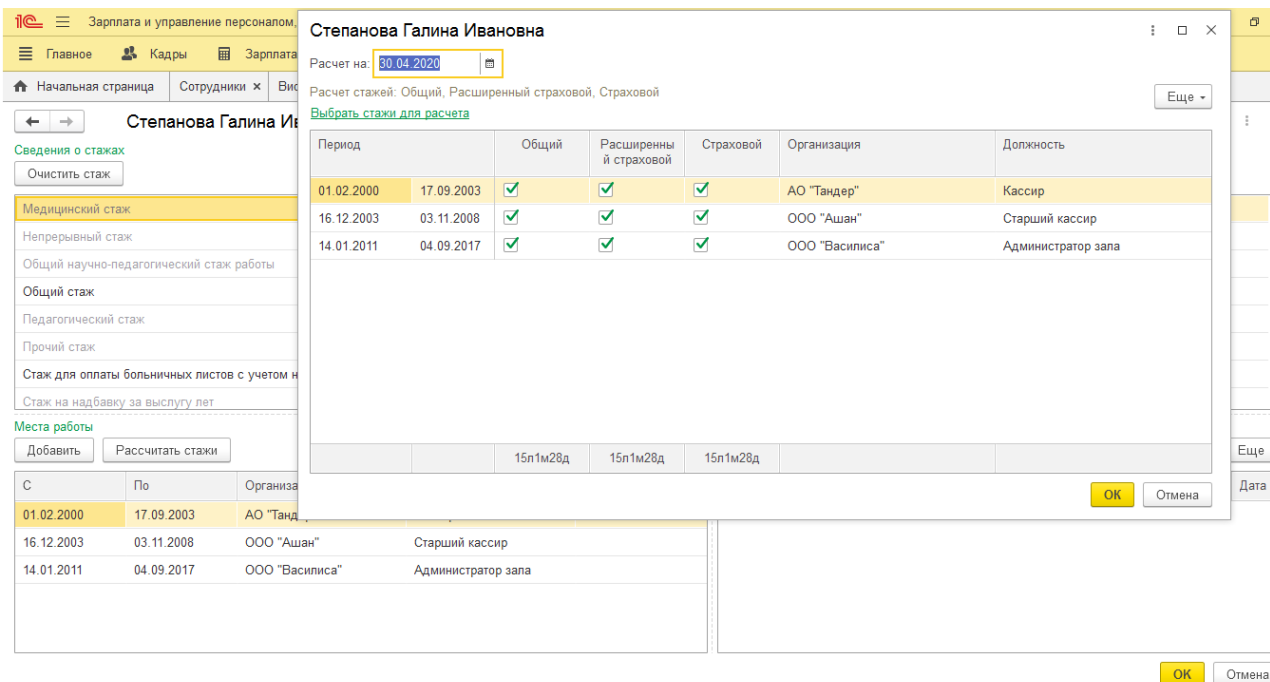 1С Зарплата и управление персоналом,
Главное Кадры Зарплата
Начальная страница Сотрудники × Вис
Степанова Галина Ив
Сведения о стажах
Очистить стаж
Медицинский стаж
Непрерывный стаж
Общий научно-педагогический стаж работы
Общий стаж
Педагогический стаж
Прочий стаж
Стаж для оплаты больничных листов с учетом н
Стаж на надбавку за выслугу лет
Места работы
Добавить Рассчитать стажи Еще
С По Организа Дата
01.02.2000 17.09.2003 АО "Танд
16.12.2003 03.11.2008 ООО "Ашан" Старший кассир
14.01.2011 04.09.2017 ООО "Василиса" Администратор зала
ОК Отмена
Степанова Галина Ивановна
Расчет на: 30.04.2020
Расчет стажей: Общий, Расширенный страховой, Страховой
Еще
Выбрать стажи для расчета
Период Общий Расширенны Страховой Организация Должность
й страховой
01.02.2000 17.09.2003 АО "Тандер" Кассир
16.12.2003 03.11.2008 ООО "Ашан" Старший кассир
14.01.2011 04.09.2017 ООО "Василиса" Администратор зала
15л1м28д 15л1м28д 15л1м28д
ОК Отмена